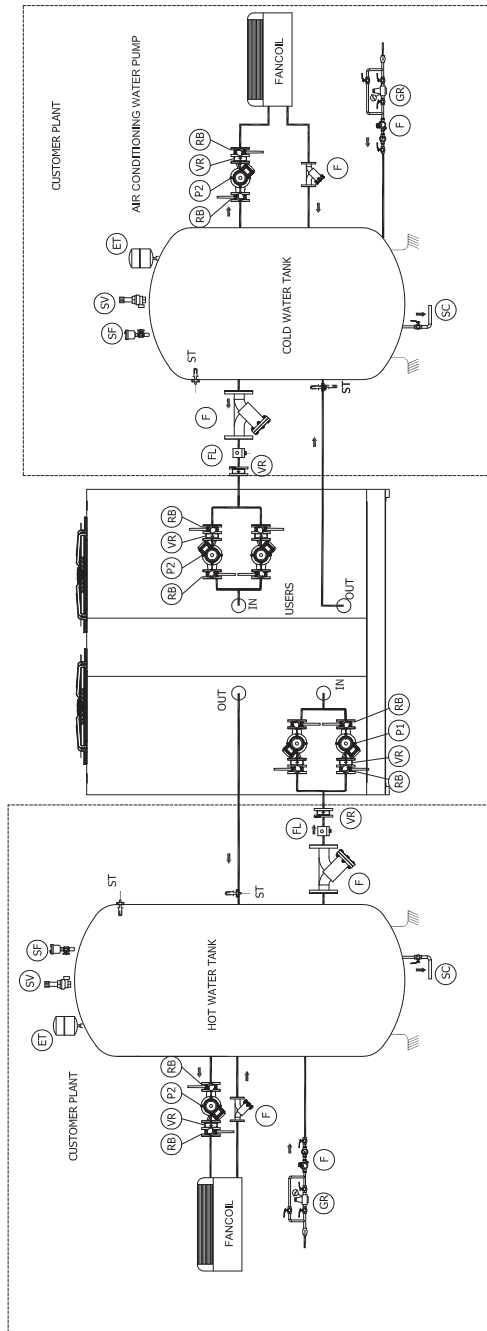 CUSTOMER PLANT
ET
SV
SF
ST
RB
VR
P2
RB
F
FANCOIL
HOT WATER TANK
ST
F
GR
SC
F
FL
VR
OUT
IN
RB
VR
P1
RB
RB
P2
VR
RB
IN
USERS
OUT
CUSTOMER PLANT
AIR CONDITIONING WATER PUMP
SF
SV
ET
ST
F
FL
VR
ST
COLD WATER TANK
RB
P2
VR
RB
FANCOIL
F
F
GR
SC